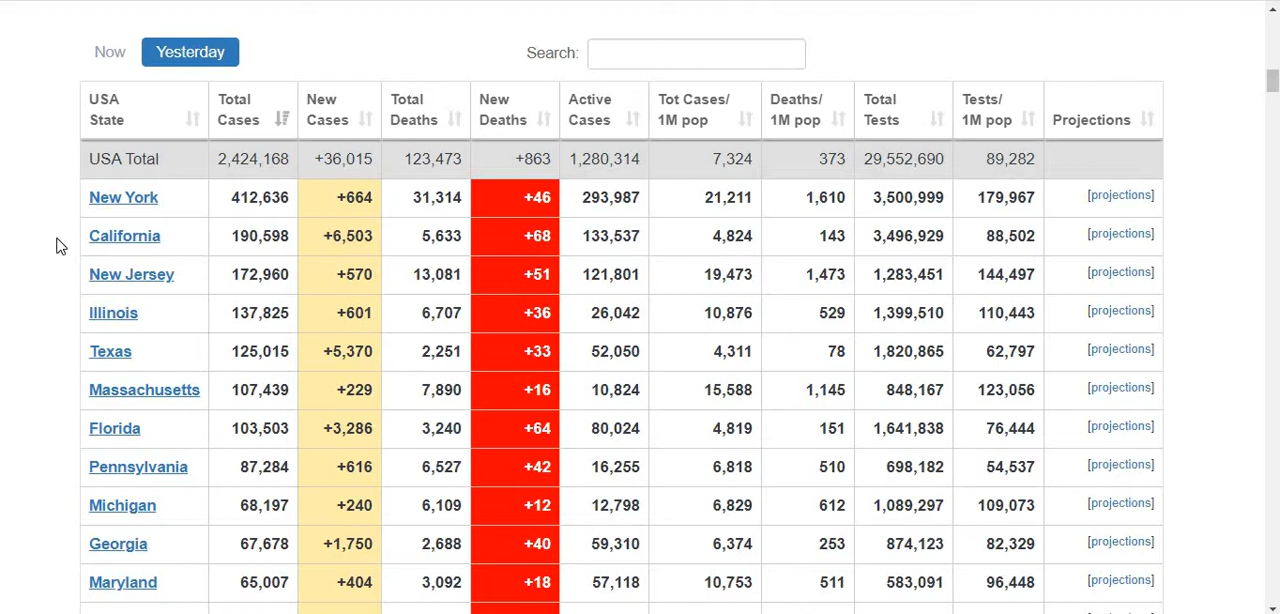 Now Yesterday Search:
USA State Total Cases New Cases Total Deaths New Deaths Active Cases Tot Cases/ 1M pop Deaths/ 1M pop Total Tests Tests/ 1M pop Projections
USA Total 2,424,168 +36,015 123,473 +863 1,280,314 7,324 373 29,552,690 89,282
New York 412,636 +664 31,314 +46 293,987 21,211 1,610 3,500,999 179,967 [projections]
California 190,598 +6,503 5,633 +68 133,537 4,824 143 3,496,929 88,502 [projections]
New Jersey 172,960 +570 13,081 +51 121,801 19,473 1,473 1,283,451 144,497 [projections]
Illinois 137,825 +601 6,707 +36 26,042 10,876 529 1,399,510 110,443 [projections]
Texas 125,015 +5,370 2,251 +33 52,050 4,311 78 1,820,865 62,797 [projections]
Massachusetts 107,439 +229 7,890 +16 10,824 15,588 1,145 848,167 123,056 [projections]
Florida 103,503 +3,286 3,240 +64 80,024 4,819 151 1,641,838 76,444 [projections]
Pennsylvania 87,284 +616 6,527 +42 16,255 6,818 510 698,182 54,537 [projections]
Michigan 68,197 +240 6,109 +12 12,798 6,829 612 1,089,297 109,073 [projections]
Georgia 67,678 +1,750 2,688 +40 59,310 6,374 253 874,123 82,329 [projections]
Maryland 65,007 +404 3,092 +18 57,118 10,753 511 583,091 96,448 [projections]